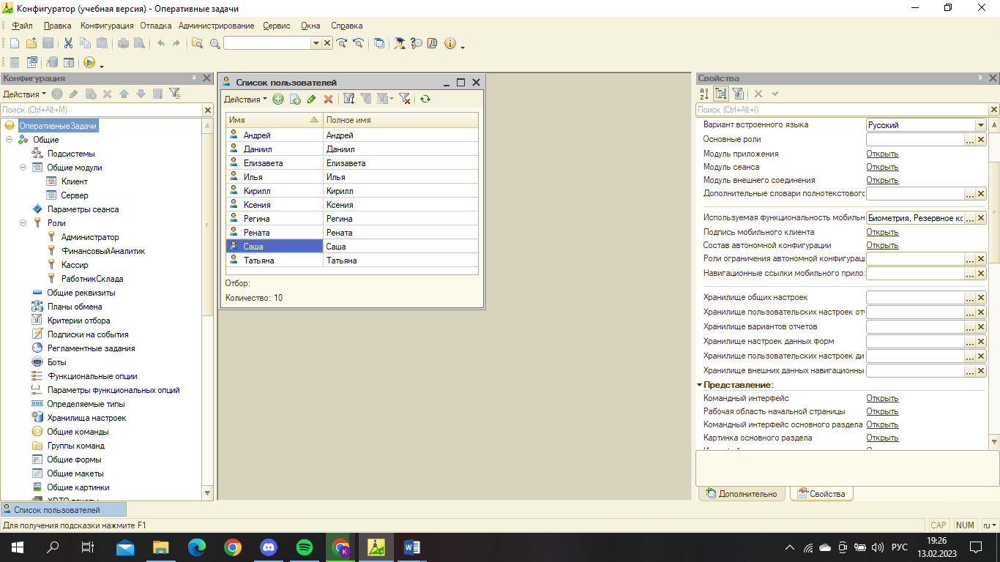 Конфигуратор (учебная версия) - Оперативные задачи
Файл Правка Конфигурация Отладка Администрирование Сервис Окна Справка
Конфигурация
Действия
Поиск (Ctrl+Alt+M)
ОперативныеЗадачи
Общие
Подсистемы
Общие модули
Клиент
Сервер
Параметры сеанса
Роли
Администратор
ФинансовыйАналитик
Кассир
РаботникСклада
Общие реквизиты
Планы обмена
Критерии отбора
Подписки на события
Регламентные задания
Боты
Функциональные опции
Параметры функциональных опций
Определяемые типы
Хранилища настроек
Общие команды
Группы команд
Общие формы
Общие макеты
Общие картинки
Список пользователей
Действия
Имя Полное имя
Андрей Андрей
Даниил Даниил
Елизавета Елизавета
Илья Илья
Кирилл Кирилл
Ксения Ксения
Регина Регина
Рената Рената
Саша Саша
Татьяна Татьяна
Отбор:
Количество: 10
Свойства
Поиск (Ctrl+Alt+I)
Вариант встроенного языка Русский
Основные роли ...
Модуль приложения Открыть
Модуль сеанса Открыть
Модуль внешнего соединения Открыть
Дополнительные словари полнотекстового ...
Используемая функциональность мобильн Биометрия, Резервное кс ...
Подпись мобильного клиента Открыть
Состав автономной конфигурации Открыть
Роли ограничения автономной конфигураци ...
Навигационные ссылки мобильного прило: ...
Хранилище общих настроек ...
Хранилище пользовательских настроек от ...
Хранилище вариантов отчетов ...
Хранилище настроек данных форм ...
Хранилище пользовательских настроек ди ...
Хранилище внешних данных навигационны ...
Представление:
Командный интерфейс Открыть
Рабочая область начальной страницы Открыть
Командный интерфейс основного раздела Открыть
Картинка основного раздела Открыть
Дополнительно Свойства
Список пользователей
Для получения подсказки нажмите F1 CAP NUM ru
K РУС 19:26
13.02.2023